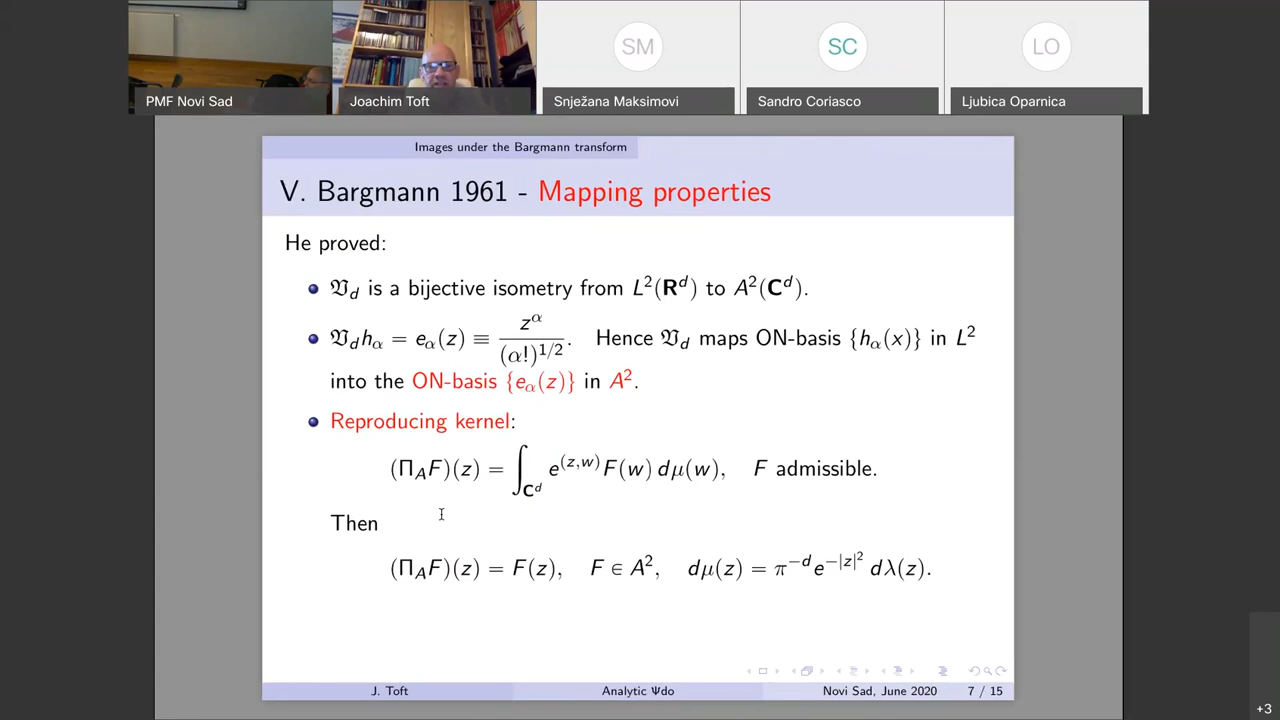 SM
SC
LO
PMF Novi Sad
Joachim Toft
Snježana Maksimovi
Sandro Coriasco
Ljubica Oparnica
Images under the Bargmann transform
V. Bargmann 1961 - Mapping properties
He proved:
𝔙_d is a bijective isometry from L²(𝐑^d) to A²(𝐂^d).
𝔙_d h_α = e_α(z) ≡ z^α / (α!)^{1/2}. Hence 𝔙_d maps ON-basis {h_α(x)} in L²
into the ON-basis {e_α(z)} in A².
Reproducing kernel:
(Π_A F)(z) = ∫_{𝐂^d} e^{(z,w)} F(w) dμ(w), F admissible.
Then
(Π_A F)(z) = F(z), F ∈ A², dμ(z) = π^{-d} e^{-|z|²} dλ(z).
J. Toft
Analytic Ψdo
Novi Sad, June 2020
7 / 15
+3